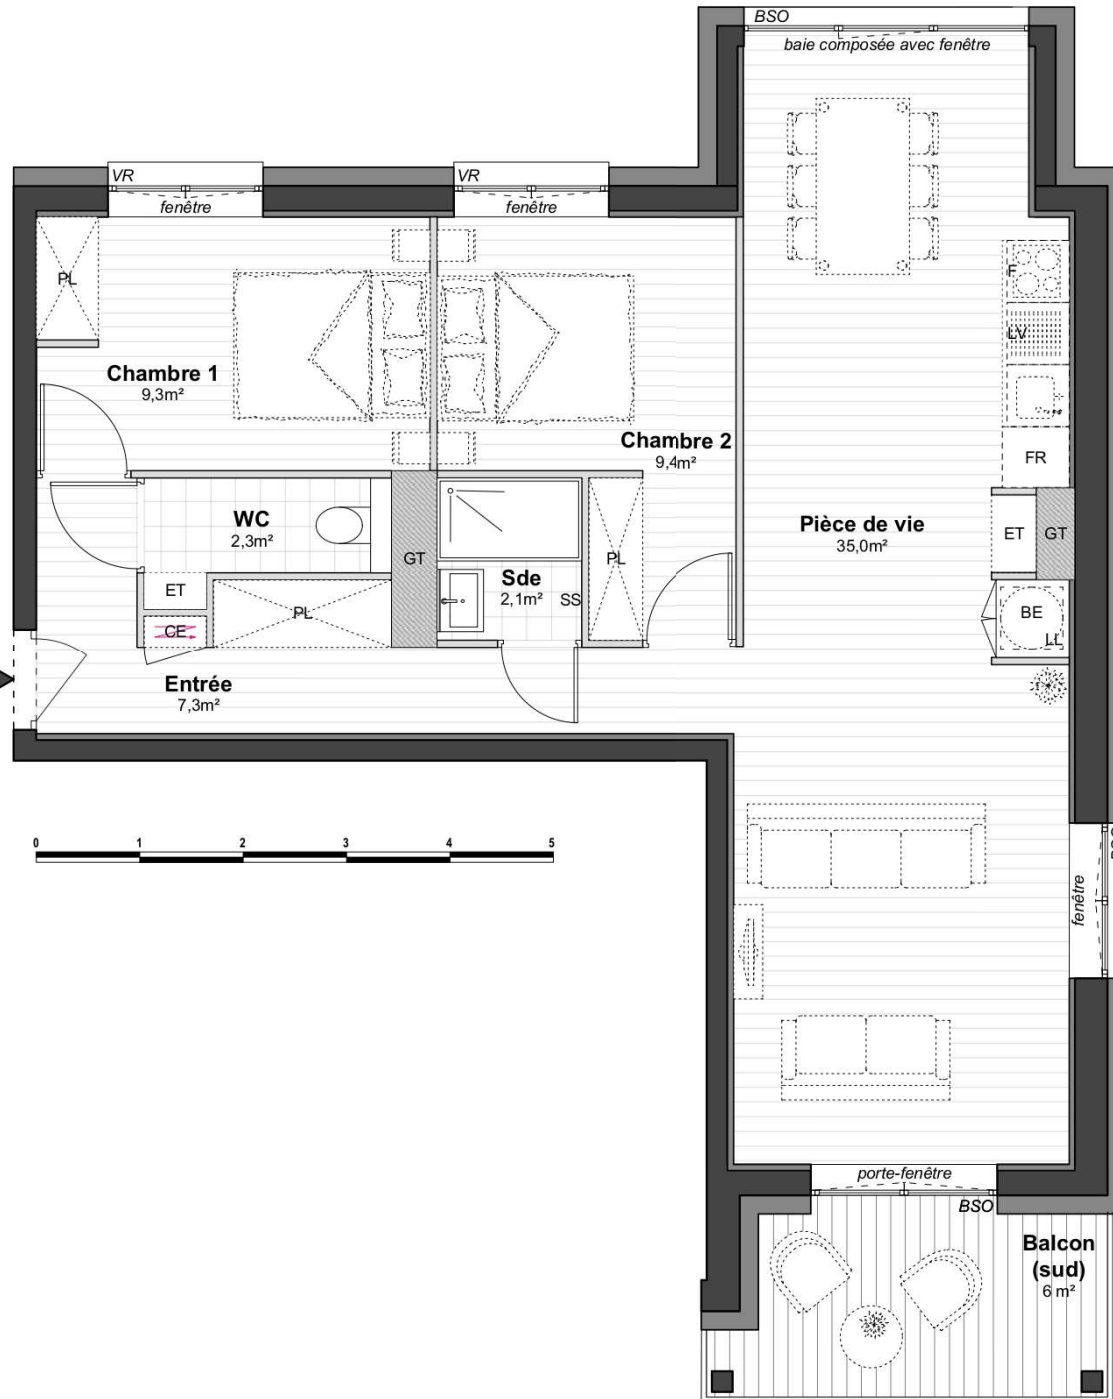 BSO
baie composée avec fenêtre
VR
fenêtre
VR
fenêtre
PL
F
LV
Chambre 1
9,3m²
Chambre 2
9,4m²
FR
WC
2,3m²
Pièce de vie
35,0m²
ET
GT
GT
PL
Sde
2,1m²
SS
ET
PL
CE
BE
LL
Entrée
7,3m²
0 1 2 3 4 5
BSO
fenêtre
porte-fenêtre
BSO
Balcon
(sud)
6 m²